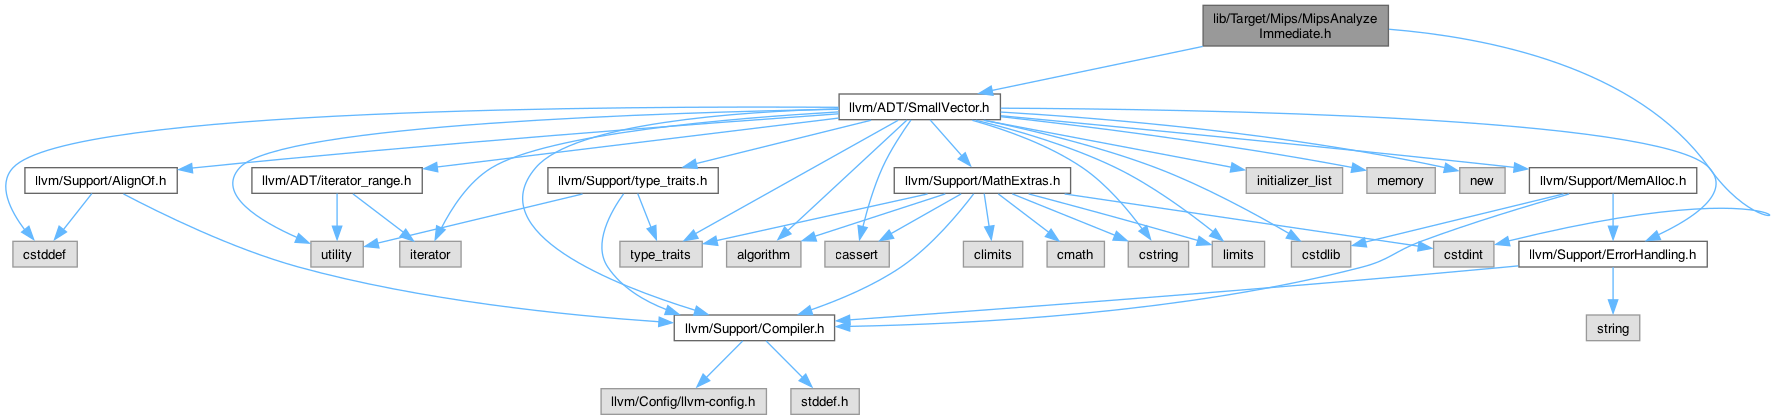 lib/Target/Mips/MipsAnalyze
Immediate.h
llvm/ADT/SmallVector.h
llvm/Support/AlignOf.h
llvm/ADT/iterator_range.h
llvm/Support/type_traits.h
llvm/Support/MathExtras.h
initializer_list
memory
new
llvm/Support/MemAlloc.h
cstddef
utility
iterator
type_traits
algorithm
cassert
climits
cmath
cstring
limits
cstdlib
cstdint
llvm/Support/ErrorHandling.h
llvm/Support/Compiler.h
string
llvm/Config/llvm-config.h
stddef.h